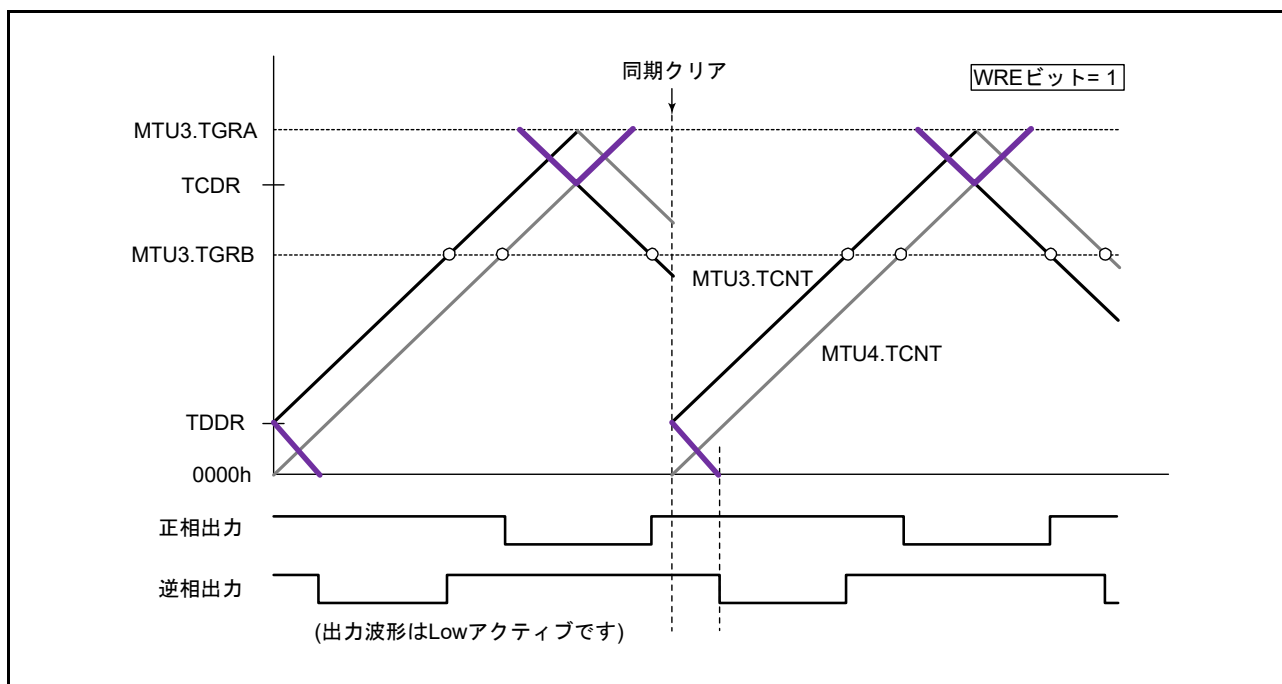 同期クリア
WREビット= 1
MTU3.TGRA
TCDR
MTU3.TGRB
MTU3.TCNT
MTU4.TCNT
TDDR
0000h
正相出力
逆相出力
(出力波形はLowアクティブです)